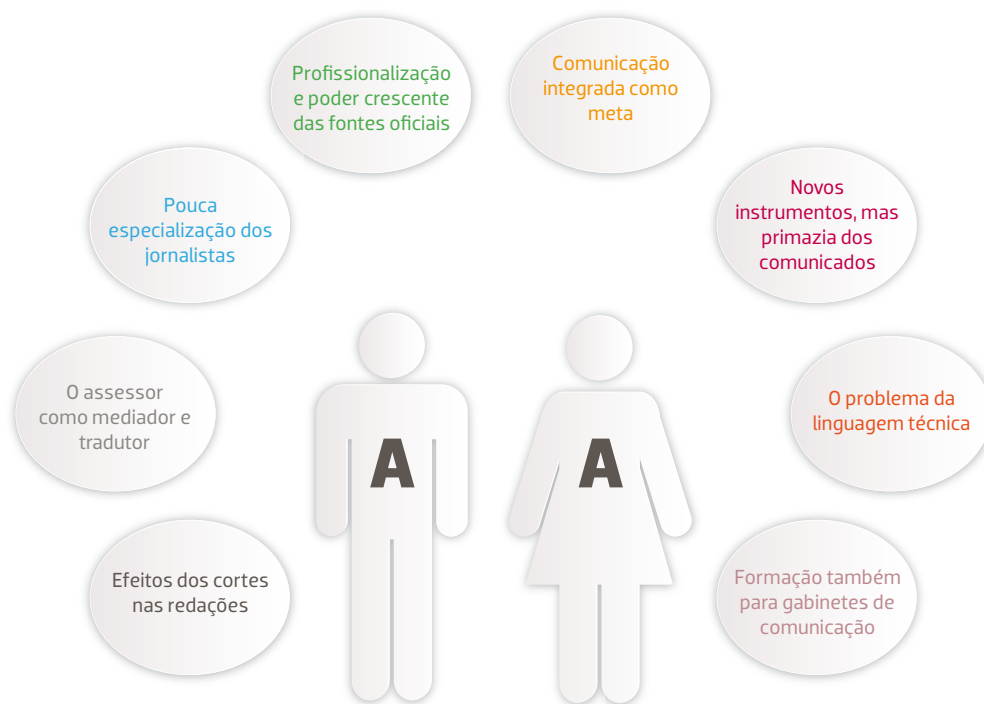 Profissionalização
e poder crescente
das fontes oficiais
Comunicação
integrada como
meta
Pouca
especialização dos
jornalistas
Novos
instrumentos, mas
primazia dos
comunicados
O assessor
como mediador e
tradutor
A
A
O problema da
linguagem técnica
Efeitos dos cortes
nas redações
Formação também
para gabinetes de
comunicação